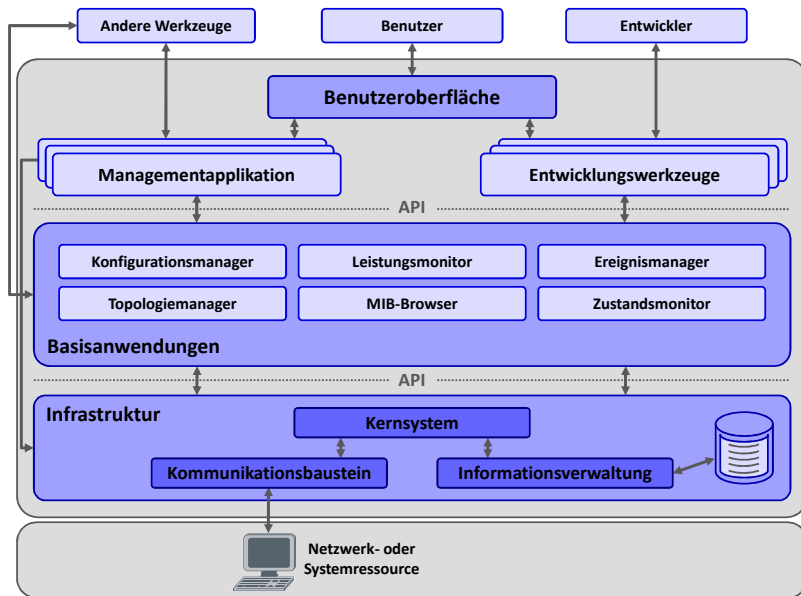 Andere Werkzeuge
Benutzer
Entwickler
Benutzeroberfläche
Managementapplikation
Entwicklungswerkzeuge
API
Konfigurationsmanager
Leistungsmonitor
Ereignismanager
Topologiemanager
MIB-Browser
Zustandsmonitor
Basisanwendungen
API
Infrastruktur
Kernsystem
Kommunikationsbaustein
Informationsverwaltung
Netzwerk- oder
Systemressource